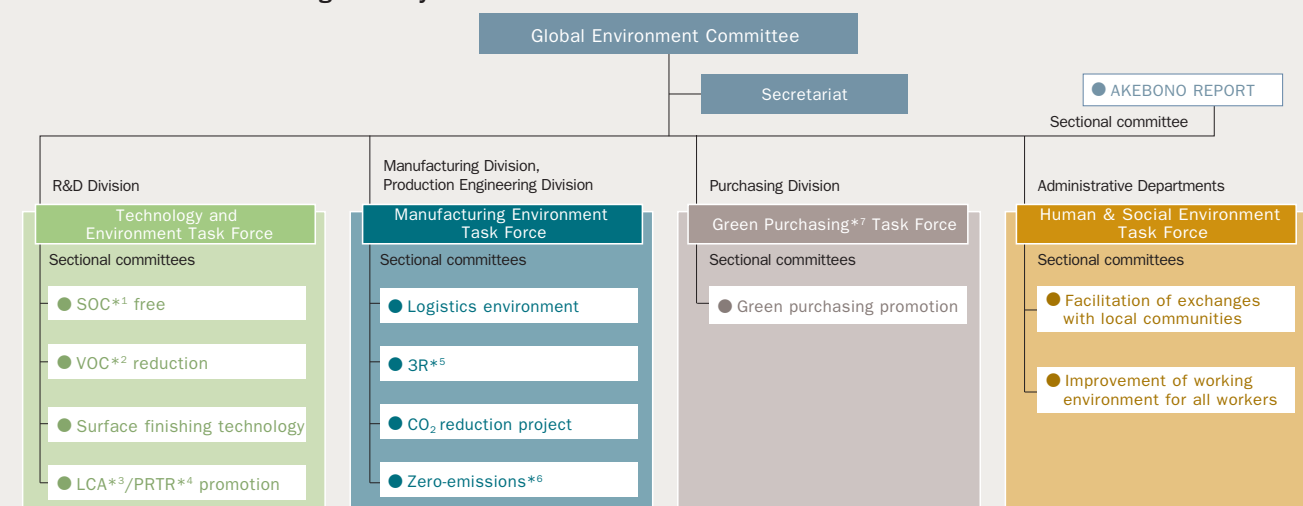 Global Environment Committee
Secretariat
● AKEBONO REPORT
Sectional committee
R&D Division
Technology and
Environment Task Force
Sectional committees
● SOC*¹ free
● VOC*² reduction
● Surface finishing technology
● LCA*³/PRTR*⁴ promotion
Manufacturing Division,
Production Engineering Division
Manufacturing Environment
Task Force
Sectional committees
● Logistics environment
● 3R*⁵
● CO₂ reduction project
● Zero-emissions*⁶
Purchasing Division
Green Purchasing*⁷ Task Force
Sectional committees
● Green purchasing promotion
Administrative Departments
Human & Social Environment
Task Force
Sectional committees
● Facilitation of exchanges
with local communities
● Improvement of working
environment for all workers